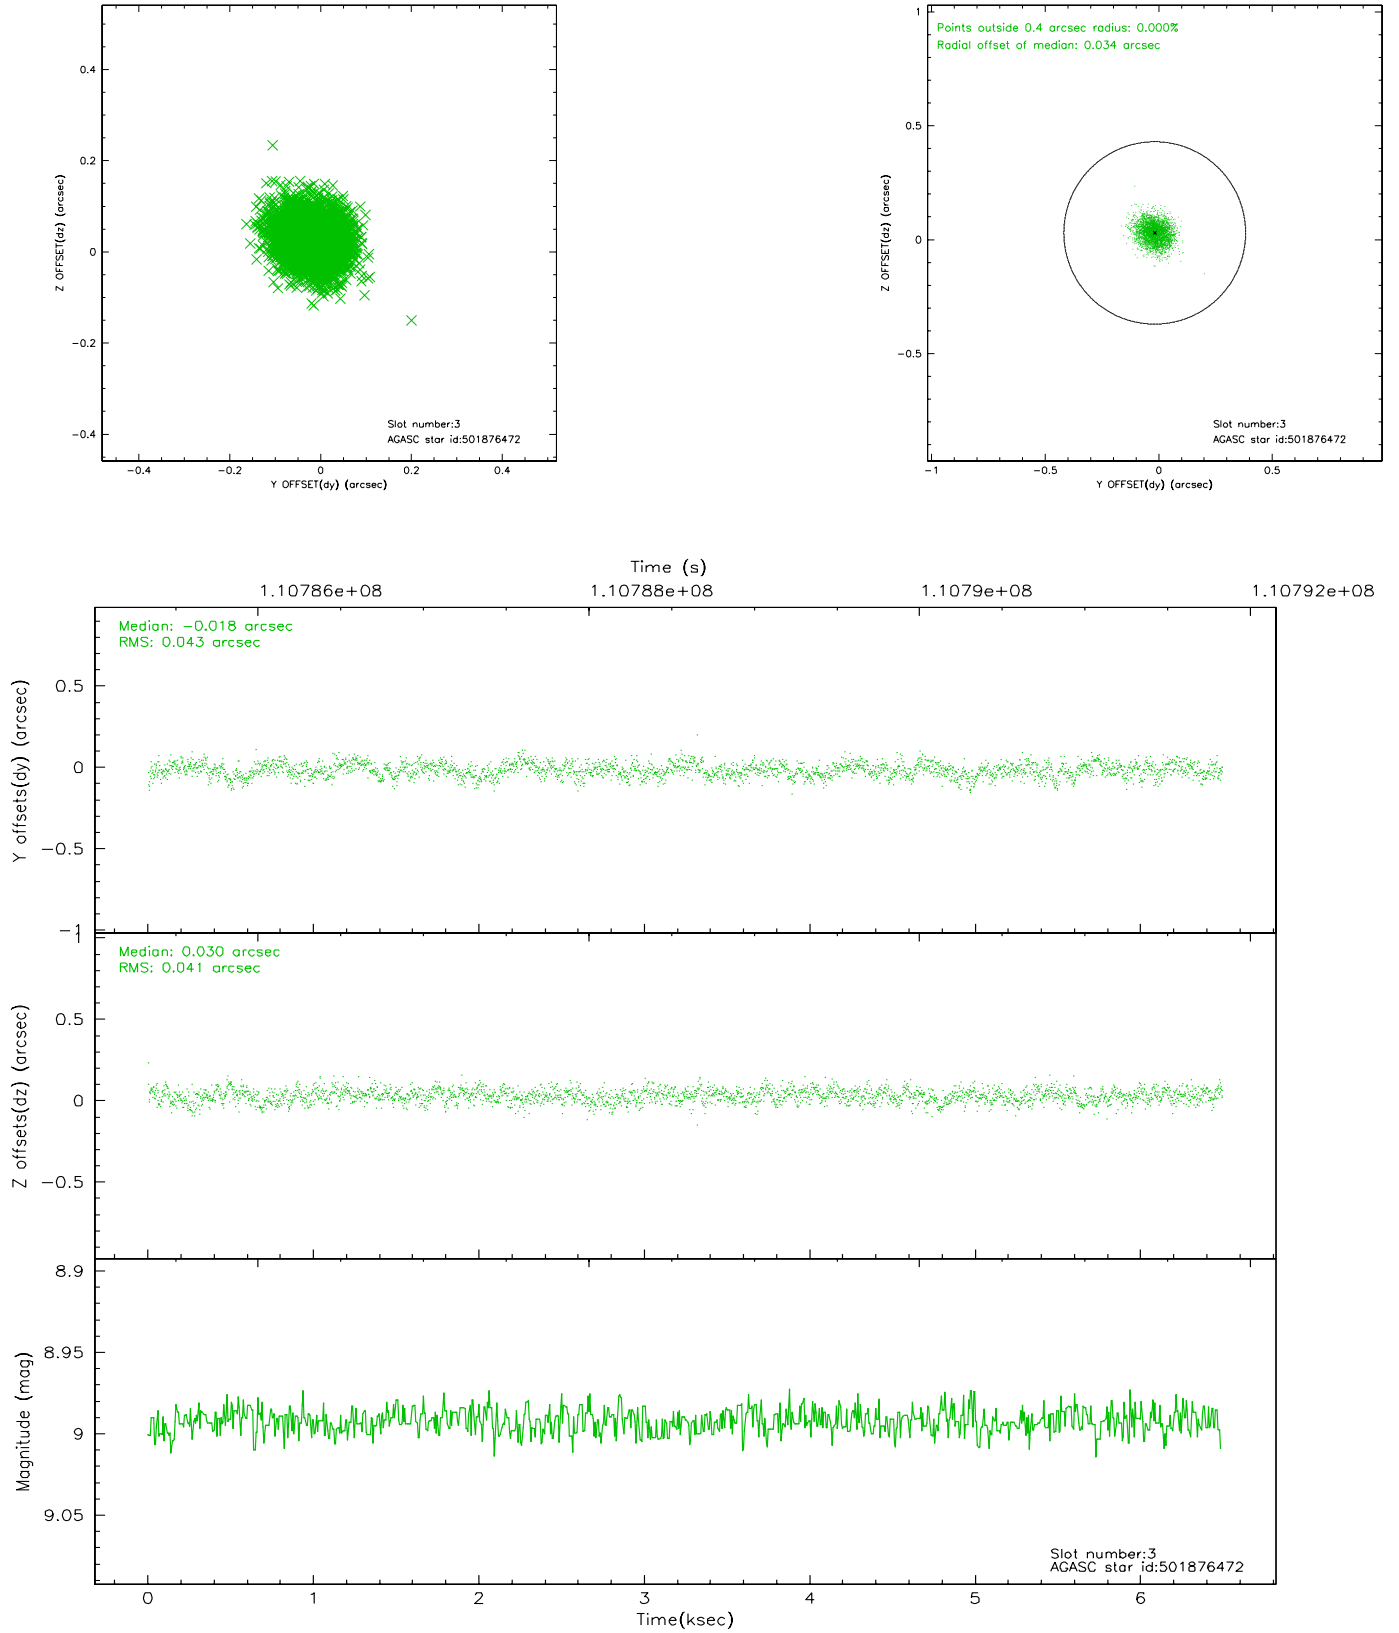 0.4
0.2
0
-0.2
-0.4
Z OFFSET(dz) (arcsec)
-0.4 -0.2 0 0.2 0.4
Y OFFSET(dy) (arcsec)
Slot number:3
AGASC star id:501876472
Points outside 0.4 arcsec radius: 0.000%
Radial offset of median: 0.034 arcsec
1
0.5
0
-0.5
Z OFFSET(dz) (arcsec)
-1 -0.5 0 0.5
Y OFFSET(dy) (arcsec)
Slot number:3
AGASC star id:501876472
Time (s)
1.10786e+08 1.10788e+08 1.1079e+08 1.10792e+08
Median: -0.018 arcsec
RMS: 0.043 arcsec
0.5
0
-0.5
-1
Y offsets(dy) (arcsec)
Median: 0.030 arcsec
RMS: 0.041 arcsec
1
0.5
0
-0.5
Z offsets(dz) (arcsec)
8.9
8.95
9
9.05
Magnitude (mag)
Slot number:3
AGASC star id:501876472
0 1 2 3 4 5 6
Time(ksec)